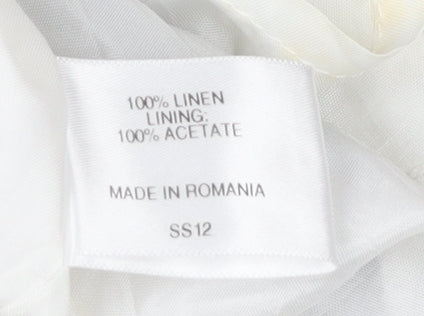 100% LINEN
LINING:
100% ACETATE
MADE IN ROMANIA
SS12